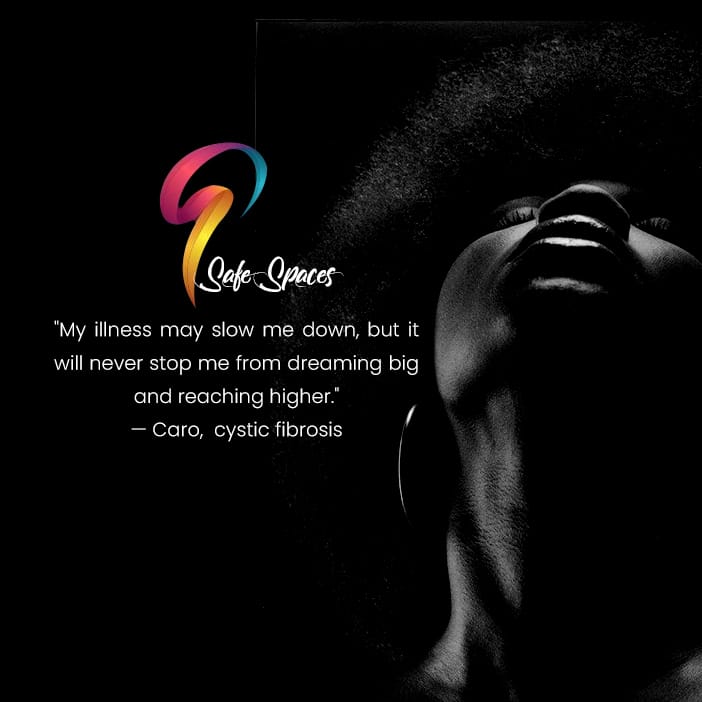 Safe Spaces
"My illness may slow me down, but it
will never stop me from dreaming big
and reaching higher."
— Caro, cystic fibrosis